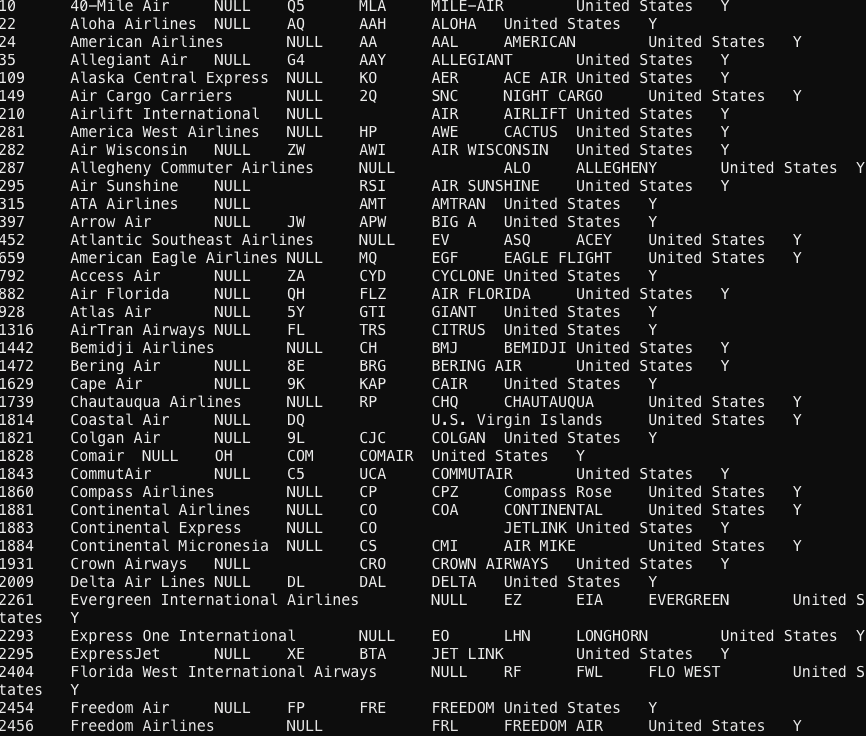 10 40-Mile Air NULL Q5 MLA MILE-AIR United States Y
22 Aloha Airlines NULL AQ AAH ALOHA United States Y
24 American Airlines NULL AA AAL AMERICAN United States Y
35 Allegiant Air NULL G4 AAY ALLEGIANT United States Y
109 Alaska Central Express NULL KO AER ACE AIR United States Y
149 Air Cargo Carriers NULL 2Q SNC NIGHT CARGO United States Y
210 Airlift International NULL AIR AIRLIFT United States Y
281 America West Airlines NULL HP AWE CACTUS United States Y
282 Air Wisconsin NULL ZW AWI AIR WISCONSIN United States Y
287 Allegheny Commuter Airlines NULL ALO ALLEGHENY United States Y
295 Air Sunshine NULL RSI AIR SUNSHINE United States Y
315 ATA Airlines NULL AMT AMTRAN United States Y
397 Arrow Air NULL JW APW BIG A United States Y
452 Atlantic Southeast Airlines NULL EV ASQ ACEY United States Y
659 American Eagle Airlines NULL MQ EGF EAGLE FLIGHT United States Y
792 Access Air NULL ZA CYD CYCLONE United States Y
882 Air Florida NULL QH FLZ AIR FLORIDA United States Y
928 Atlas Air NULL 5Y GTI GIANT United States Y
1316 AirTran Airways NULL FL TRS CITRUS United States Y
1442 Bemidji Airlines NULL CH BMJ BEMIDJI United States Y
1472 Bering Air NULL 8E BRG BERING AIR United States Y
1629 Cape Air NULL 9K KAP CAIR United States Y
1739 Chautauqua Airlines NULL RP CHQ CHAUTAUQUA United States Y
1814 Coastal Air NULL DQ U.S. Virgin Islands United States Y
1821 Colgan Air NULL 9L CJC COLGAN United States Y
1828 Comair NULL OH COM COMAIR United States Y
1843 CommutAir NULL C5 UCA COMMUTAIR United States Y
1860 Compass Airlines NULL CP CPZ Compass Rose United States Y
1881 Continental Airlines NULL CO COA CONTINENTAL United States Y
1883 Continental Express NULL CO JETLINK United States Y
1884 Continental Micronesia NULL CS CMI AIR MIKE United States Y
1931 Crown Airways NULL CRO CROWN AIRWAYS United States Y
2009 Delta Air Lines NULL DL DAL DELTA United States Y
2261 Evergreen International Airlines NULL EZ EIA EVERGREEN United S
tates Y
2293 Express One International NULL EO LHN LONGHORN United States Y
2295 ExpressJet NULL XE BTA JET LINK United States Y
2404 Florida West International Airways NULL RF FWL FLO WEST United S
tates Y
2454 Freedom Air NULL FP FRE FREEDOM United States Y
2456 Freedom Airlines NULL FRL FREEDOM AIR United States Y